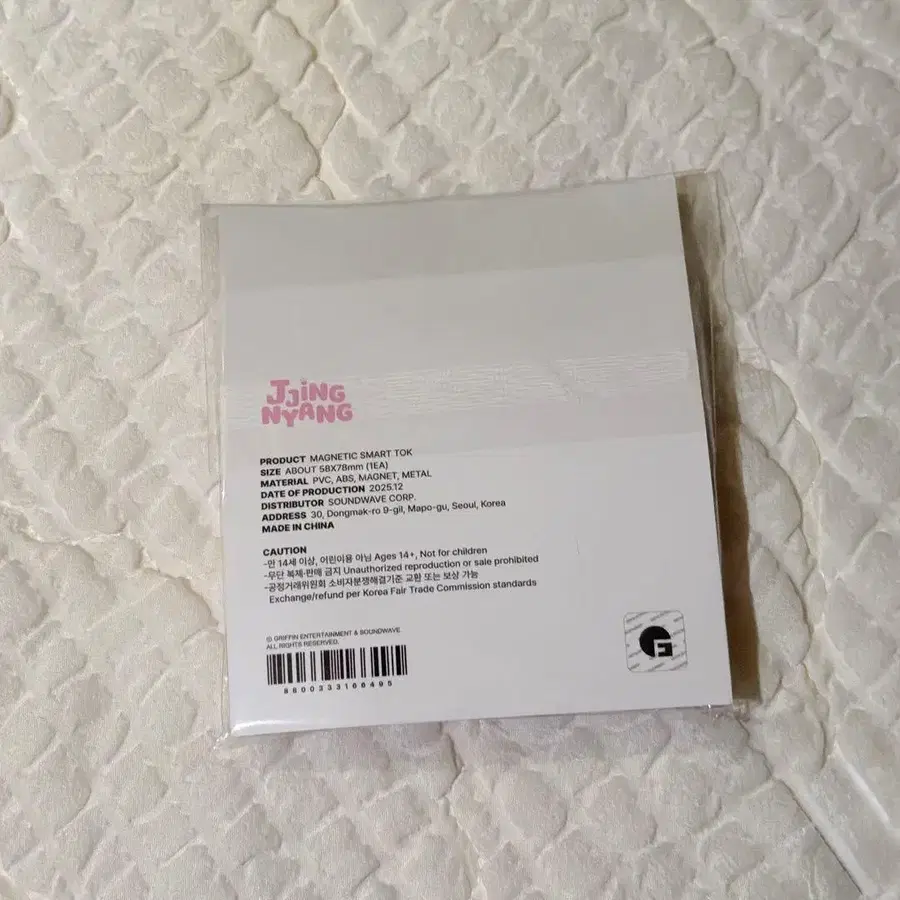 JJiNG
NYANG
PRODUCT MAGNETIC SMART TOK
SIZE ABOUT 58X78mm (1EA)
MATERIAL PVC, ABS, MAGNET, METAL
DATE OF PRODUCTION 2025.12
DISTRIBUTOR SOUNDWAVE CORP.
ADDRESS 30, Dongmak-ro 9-gil, Mapo-gu, Seoul, Korea
MADE IN CHINA
CAUTION
-만 14세 이상, 어린이용 아님 Ages 14+, Not for children
-무단 복제·판매 금지 Unauthorized reproduction or sale prohibited
-공정거래위원회 소비자분쟁해결기준 교환 또는 보상 가능
Exchange/refund per Korea Fair Trade Commission standards
© GRIFFIN ENTERTAINMENT & SOUNDWAVE
ALL RIGHTS RESERVED.